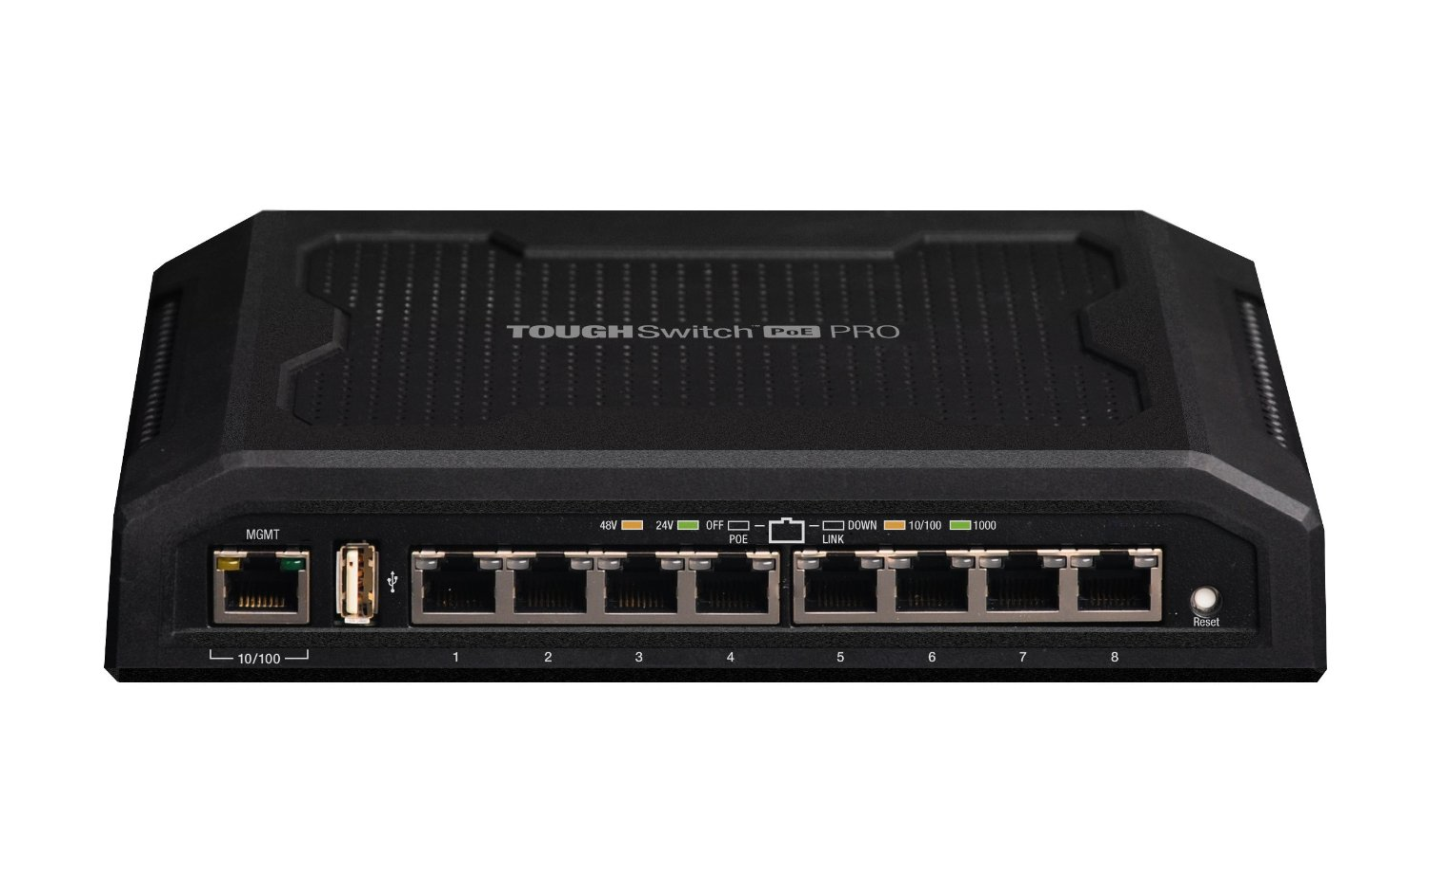 TOUGHSwitch™ PoE PRO
MGMT
48V 24V OFF DOWN 10/100 1000
POE LINK
Reset
10/100 1 2 3 4 5 6 7 8